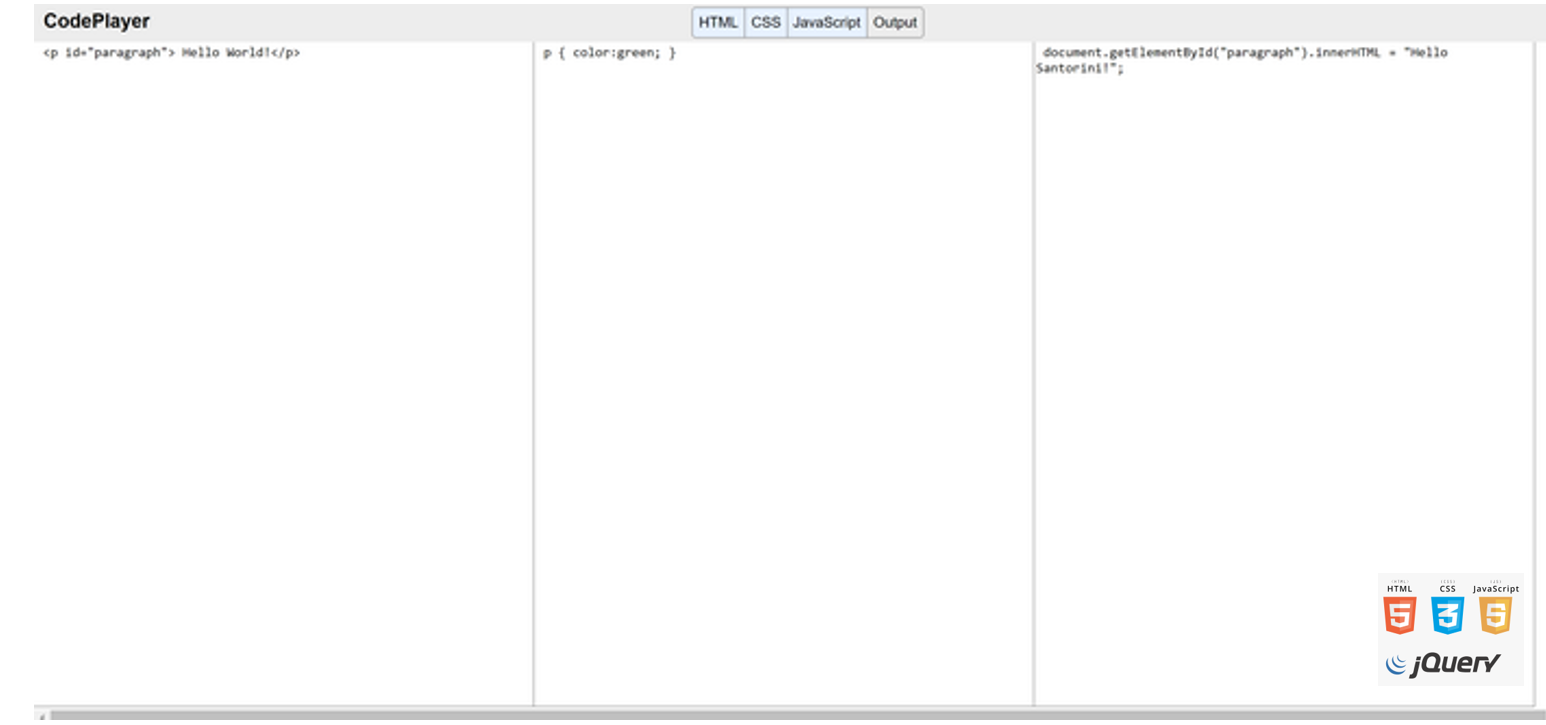 CodePlayer
HTML CSS JavaScript Output
<p id="paragraph"> Hello World!</p>
p { color:green; }
document.getElementById("paragraph").innerHTML = "Hello
Santorini!";
HTML CSS JavaScript
5 3 5
jQuery